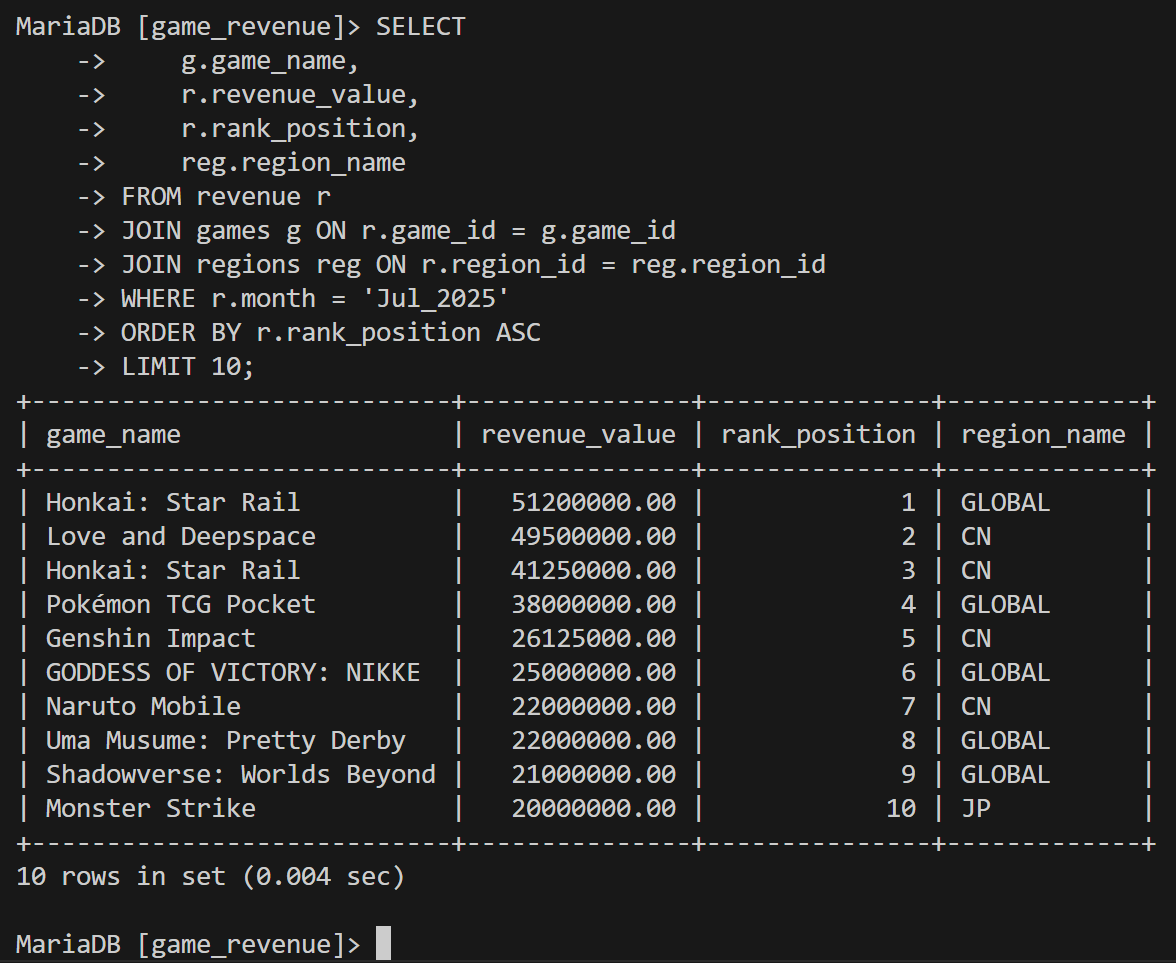 MariaDB [game_revenue]> SELECT
    ->     g.game_name,
    ->     r.revenue_value,
    ->     r.rank_position,
    ->     reg.region_name
    -> FROM revenue r
    -> JOIN games g ON r.game_id = g.game_id
    -> JOIN regions reg ON r.region_id = reg.region_id
    -> WHERE r.month = 'Jul_2025'
    -> ORDER BY r.rank_position ASC
    -> LIMIT 10;
+----------------------------+---------------+---------------+-------------+
| game_name                  | revenue_value | rank_position | region_name |
+----------------------------+---------------+---------------+-------------+
| Honkai: Star Rail          |   51200000.00 |             1 | GLOBAL      |
| Love and Deepspace         |   49500000.00 |             2 | CN          |
| Honkai: Star Rail          |   41250000.00 |             3 | CN          |
| Pokémon TCG Pocket         |   38000000.00 |             4 | GLOBAL      |
| Genshin Impact             |   26125000.00 |             5 | CN          |
| GODDESS OF VICTORY: NIKKE  |   25000000.00 |             6 | GLOBAL      |
| Naruto Mobile              |   22000000.00 |             7 | CN          |
| Uma Musume: Pretty Derby   |   22000000.00 |             8 | GLOBAL      |
| Shadowverse: Worlds Beyond |   21000000.00 |             9 | GLOBAL      |
| Monster Strike             |   20000000.00 |            10 | JP          |
+----------------------------+---------------+---------------+-------------+
10 rows in set (0.004 sec)

MariaDB [game_revenue]>